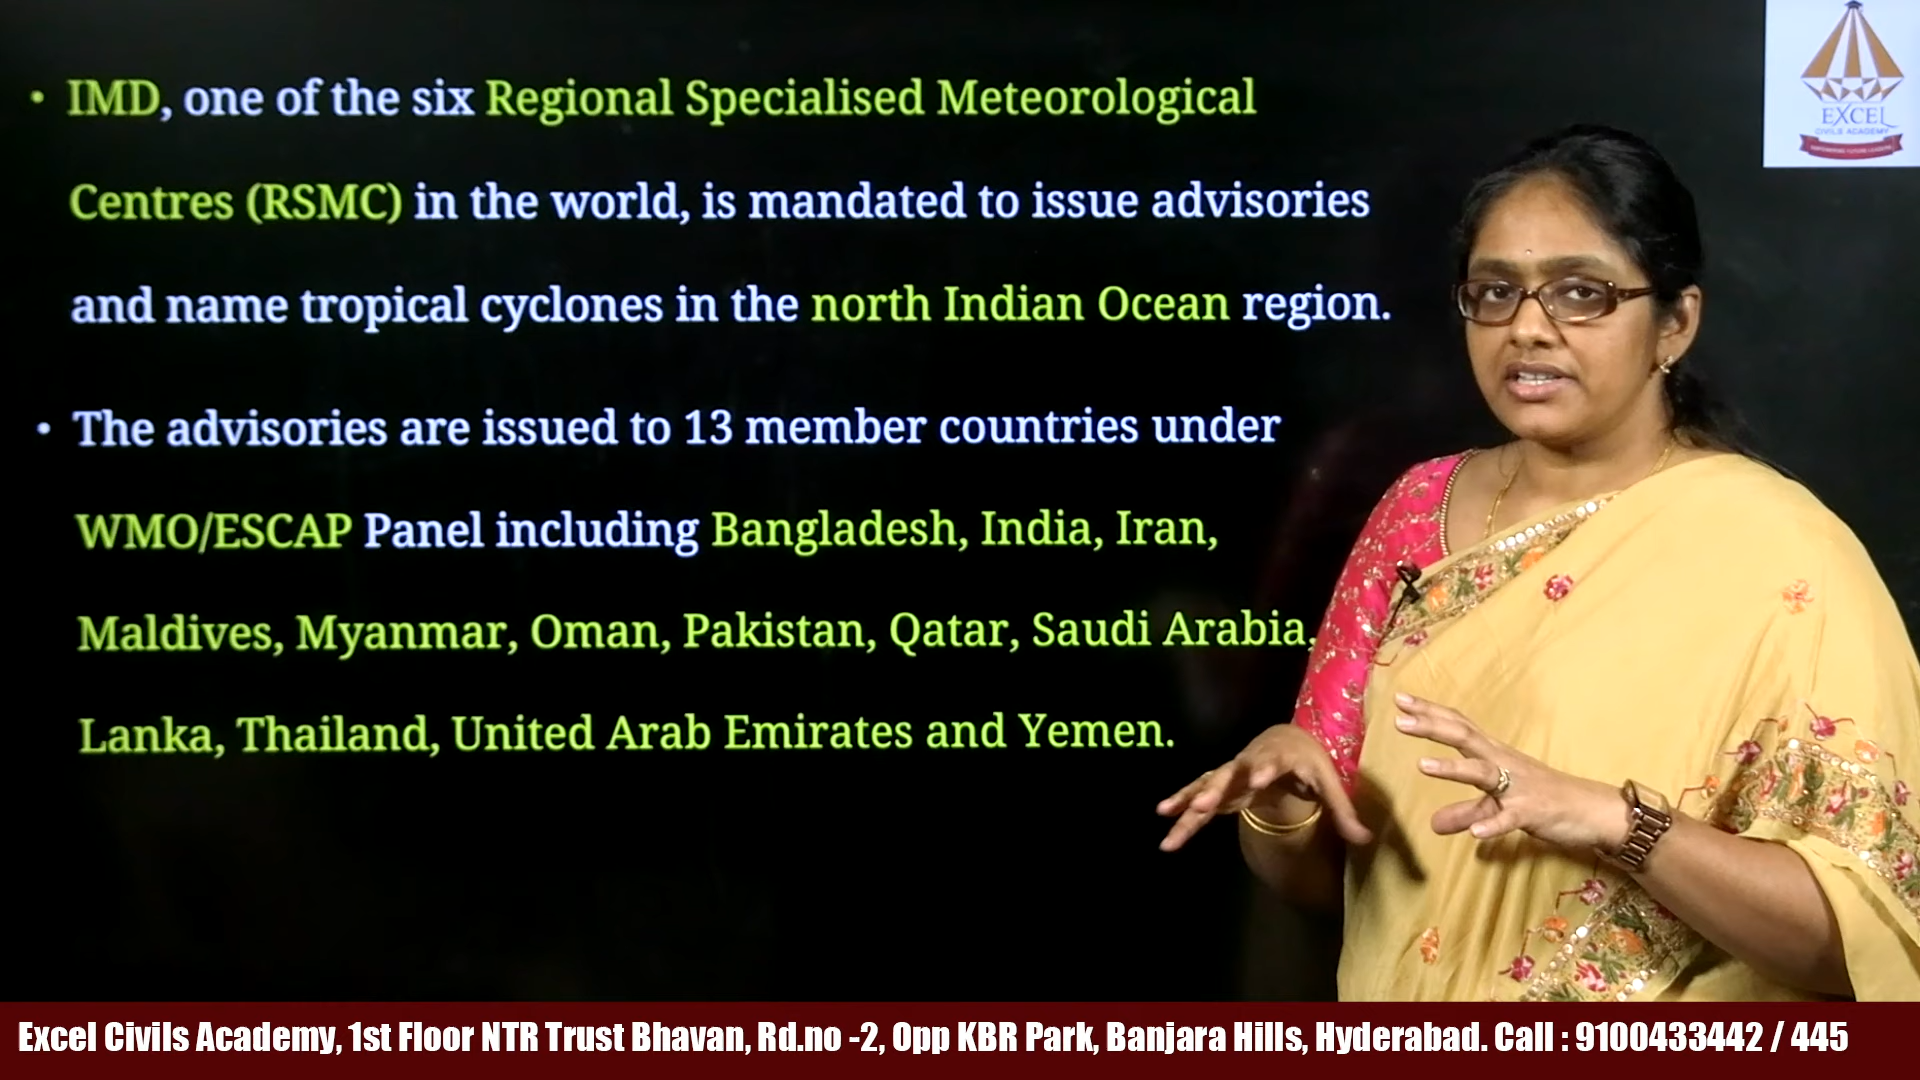 • IMD, one of the six Regional Specialised Meteorological
Centres (RSMC) in the world, is mandated to issue advisories
and name tropical cyclones in the north Indian Ocean region.
• The advisories are issued to 13 member countries under
WMO/ESCAP Panel including Bangladesh, India, Iran,
Maldives, Myanmar, Oman, Pakistan, Qatar, Saudi Arabia,
Lanka, Thailand, United Arab Emirates and Yemen.
EXCEL
CIVILS ACADEMY
Excel Civils Academy, 1st Floor NTR Trust Bhavan, Rd.no -2, Opp KBR Park, Banjara Hills, Hyderabad. Call : 9100433442 / 445